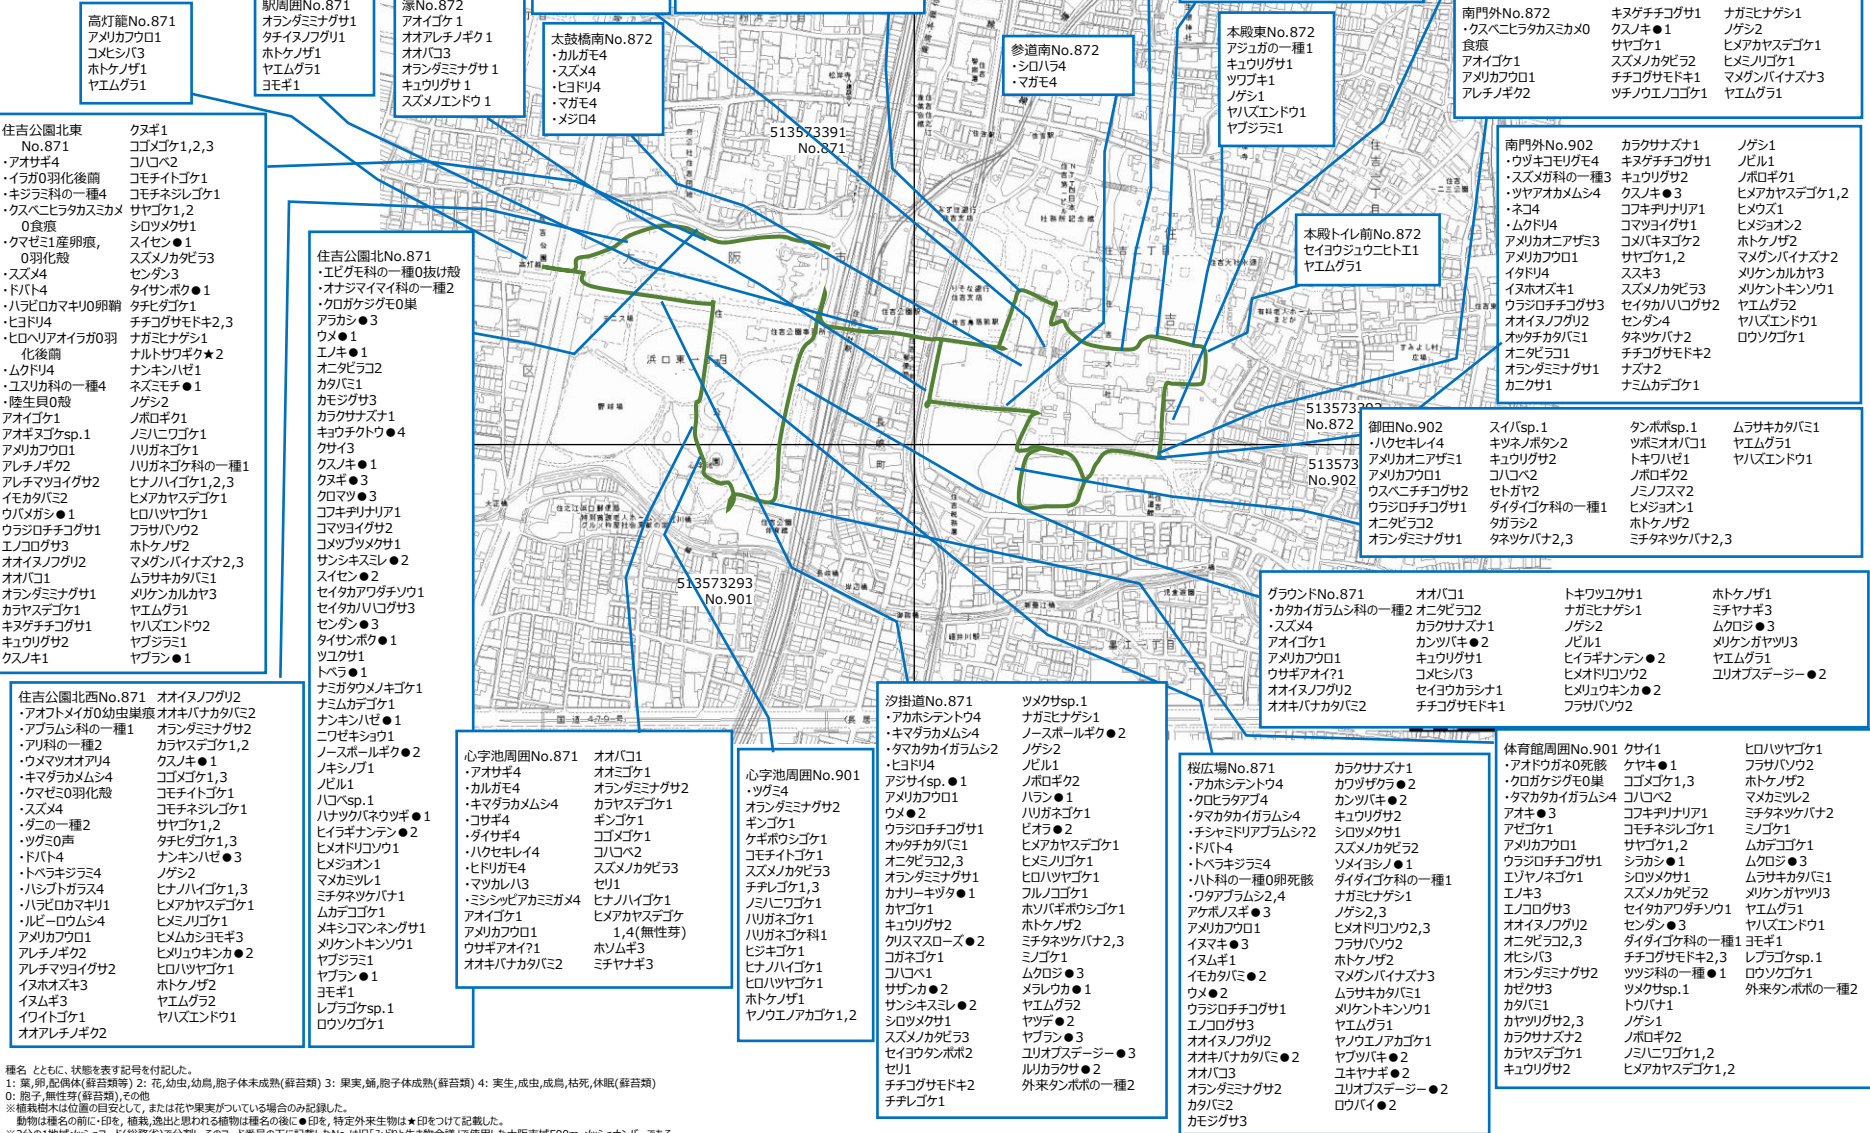 高灯籠No.871
アメリカフウロ1
コメヒシバ3
ホトケノザ1
ヤエムグラ1
駅周囲No.871
オランダミミナグサ1
タチイヌノフグリ1
ホトケノザ1
ヤエムグラ1
ヨモギ1
濠No.872
アオイゴケ1
オオアレチノギク1
オオバコ3
オランダミミナグサ1
キュウリグサ1
スズメノエンドウ1
太鼓橋南No.872
・カルガモ4
・スズメ4
・ヒヨドリ4
・マガモ4
・メジロ4
参道南No.872
・シロハラ4
・マガモ4
本殿東No.872
アジュガの一種1
キュウリグサ1
ツワブキ1
ノゲシ1
ヤハズエンドウ1
ヤブジラミ1
南門外No.872
・クスベニヒラタカスミカメ0
食痕
アオイゴケ1
アメリカフウロ1
アレチノギク2
キヌゲチチコグサ1
クスノキ●1
サヤゴケ1
スズメノカタビラ2
チチコグサモドキ1
ツチノウエノコゴケ1
ナガミヒナゲシ1
ノゲシ1
ヒメアカヤスデゴケ1
ヒメミノリゴケ1
マメグンバイナズナ3
ヤエムグラ1
南門外No.902
・ウヅキコモリグモ4
・スズメガ科の一種3
・ツヤアオカメムシ4
・ネコ4
・ムクドリ4
アメリカオニアザミ3
アメリカフウロ1
イタドリ4
イヌホオズキ1
ウラジロチチコグサ3
オオイヌノフグリ2
オッタチカタバミ1
オニタビラコ1
オランダミミナグサ1
カニクサ1
カラクサナズナ1
キヌゲチチコグサ1
キュウリグサ2
クスノキ●3
コフキヂリナリア1
コマツヨイグサ1
コメバキヌゴケ2
サヤゴケ1,2
ススキ3
スズメノカタビラ3
セイタカハハコグサ2
センダン4
タネツケバナ2
チチコグサモドキ2
ナズナ2
ナミムカデゴケ1
ノゲシ1
ノビル1
ノボロギク1
ヒメアカヤスデゴケ1,2
ヒメウズ1
ヒメジョオン2
ホトケノザ2
マメグンバイナズナ2
メリケンカルカヤ3
メリケントキンソウ1
ヤエムグラ2
ヤハズエンドウ1
ロウソクゴケ1
本殿トイレ前No.872
セイヨウジュウニヒトエ1
ヤエムグラ1
御田No.902
・ハクセキレイ4
アメリカオニアザミ1
アメリカフウロ1
ウスベニチチコグサ2
ウラジロチチコグサ1
オニタビラコ2
オランダミミナグサ1
スイバsp.1
キツネノボタン2
キュウリグサ2
コハコベ2
セトガヤ2
ダイダイゴケ科の一種1
タガラシ2
タネツケバナ2,3
タンポポsp.1
ツボミオオバコ1
トキワハゼ1
ノボロギク2
ノミノフスマ2
ヒメジョオン1
ホトケノザ2
ミチタネツケバナ2,3
ムラサキカタバミ1
ヤエムグラ1
ヤハズエンドウ1
住吉公園北東
No.871
・アオサギ4
・イラガ0羽化後繭
・キジラミ科の一種4
・クスベニヒラタカスミカメ
0食痕
・クマゼミ1産卵痕,
0羽化殻
・スズメ4
・ドバト4
・ハラビロカマキリ0卵鞘
・ヒヨドリ4
・ヒロヘリアオイラガ0羽
化後繭
・ムクドリ4
・ユスリカ科の一種4
・陸生貝0殻
アオイゴケ1
アオギヌゴケsp.1
アメリカフウロ1
アレチノギク2
アレチマツヨイグサ2
イモカタバミ2
ウバメガシ●1
ウラジロチチコグサ1
エノコログサ3
オオイヌノフグリ2
オオバコ1
オランダミミナグサ1
カラヤスデゴケ1
キヌゲチチコグサ1
キュウリグサ2
クスノキ1
クヌギ1
コゴメゴケ1,2,3
コハコベ2
コモチイトゴケ1
コモチネジレゴケ1
サヤゴケ1,2
シロツメクサ1
スイセン●1
スズメノカタビラ3
センダン3
タイサンボク●1
タチヒダゴケ1
チチコグサモドキ2,3
ナガミヒナゲシ1
ナルトサワギク★2
ナンキンハゼ1
ネズミモチ●1
ノゲシ2
ノボロギク1
ノミハニワゴケ1
ハリガネゴケ1
ハリガネゴケ科の一種1
ヒナノハイゴケ1,2,3
ヒメアカヤスデゴケ1
ヒロハツヤゴケ1
フラサバソウ2
ホトケノザ2
マメグンバイナズナ2,3
ムラサキカタバミ1
メリケンカルカヤ3
ヤエムグラ1
ヤハズエンドウ2
ヤブジラミ1
ヤブラン●1
住吉公園北No.871
・エビグモ科の一種0抜け殻
・オナジマイマイ科の一種2
・クロガケジグモ0巣
アラカシ●3
ウメ●1
エノキ●1
オニタビラコ2
カタバミ1
カモジグサ3
カラクサナズナ1
キョウチクトウ●4
クサイ3
クスノキ●1
クヌギ●3
クロマツ●3
コフキヂリナリア1
コマツヨイグサ2
コメツブツメクサ1
サンシキスミレ●2
スイセン●2
セイタカアワダチソウ1
セイタカハハコグサ3
センダン●3
タイサンボク●1
ツユクサ1
トベラ●1
ナミガタウメノキゴケ1
ナミムカデゴケ1
ナンキンハゼ●1
ニワゼキショウ1
ノースポールギク●2
ノキシノブ1
ノビル1
ハコベsp.1
ハナツクバネウツギ●1
ヒイラギナンテン●2
ヒメオドリコソウ1
ヒメジョオン1
マメカミツレ1
ミチタネツケバナ1
ムカデコゴケ1
メキシコマンネングサ1
メリケントキンソウ1
ヤブジラミ1
ヤブラン●1
ヨモギ1
レプラゴケsp.1
ロウソクゴケ1
住吉公園北西No.871
・アオフトメイガ0幼虫巣痕
・アブラムシ科の一種1
・アリ科の一種2
・ウメマツオオアリ4
・キマダラカメムシ4
・クマゼミ0羽化殻
・スズメ4
・ダニの一種2
・ツグミ0声
・ドバト4
・トベラキジラミ4
・ハシブトガラス4
・ハラビロカマキリ1
・ルビーロウムシ4
アメリカフウロ1
アレチノギク2
アレチマツヨイグサ2
イヌホオズキ3
イヌムギ3
イワイトゴケ1
オオアレチノギク2
オオイヌノフグリ2
オオキバナカタバミ2
オランダミミナグサ2
カラヤスデゴケ1,2
クスノキ●1
コゴメゴケ1,3
コモチイトゴケ1
コモチネジレゴケ1
サヤゴケ1,2
タチヒダゴケ1,3
ナンキンハゼ●3
ノゲシ2
ヒナノハイゴケ1,3
ヒメアカヤスデゴケ1
ヒメミノリゴケ1
ヒメムカシヨモギ3
ヒメリュウキンカ●2
ヒロハツヤゴケ1
ホトケノザ2
ヤエムグラ2
ヤハズエンドウ1
心字池周囲No.871
・アオサギ4
・カルガモ4
・キマダラカメムシ4
・コサギ4
・ダイサギ4
・ハクセキレイ4
・ヒドリガモ4
・マツカレハ3
・ミシシッピアカミミガメ4
アオイゴケ1
アメリカフウロ1
ウサギアオイ?1
オオキバナカタバミ2
オオバコ1
オオミゴケ1
オランダミミナグサ2
カラヤスデゴケ1
ギンゴケ1
コゴメゴケ1
コハコベ2
スズメノカタビラ3
セリ1
ヒナノハイゴケ1
ヒメアカヤスデゴケ
1,4(無性芽)
ホソムギ3
ミチヤナギ3
心字池周囲No.901
・ツグミ4
オランダミミナグサ2
ギンゴケ1
ケギボウシゴケ1
コモチイトゴケ1
スズメノカタビラ3
チヂレゴケ1,3
ノミハニワゴケ1
ハリガネゴケ1
ハリガネゴケ科1
ヒジキゴケ1
ヒナノハイゴケ1
ヒロハツヤゴケ1
ホトケノザ1
ヤノウエノアカゴケ1,2
汐掛道No.871
・アカホシテントウ4
・キマダラカメムシ4
・タマカタカイガラムシ2
・ヒヨドリ4
アジサイsp.●1
アメリカフウロ1
ウメ●2
ウラジロチチコグサ1
オッタチカタバミ1
オニタビラコ2,3
オランダミミナグサ1
カナリーキヅタ●1
カヤゴケ1
キュウリグサ2
クリスマスローズ●2
コガネゴケ1
コハコベ1
サザンカ●2
サンシキスミレ●2
シロツメクサ1
スズメノカタビラ3
セイヨウタンポポ2
セリ1
チチコグサモドキ2
チヂレゴケ1
ツメクサsp.1
ナガミヒナゲシ1
ノースポールギク●2
ノゲシ2
ノビル1
ノボロギク2
ハラン●1
ハリガネゴケ1
ビオラ●2
ヒメアカヤスデゴケ1
ヒメミノリゴケ1
ヒロハツヤゴケ1
フルノコゴケ1
ホソバギボウシゴケ1
ホトケノザ2
ミチタネツケバナ2,3
ミノゴケ1
ムクロジ●3
メラレウカ●1
ヤエムグラ2
ヤツデ●2
ヤブラン●3
ユリオプスデージー●3
ルリカラクサ●2
外来タンポポの一種2
グラウンドNo.871
・カタカイガラムシ科の一種2
・スズメ4
アオイゴケ1
アメリカフウロ1
ウサギアオイ?1
オオイヌノフグリ2
オオキバナカタバミ2
オオバコ1
オニタビラコ2
カラクサナズナ1
カンツバキ●2
キュウリグサ1
コメヒシバ3
セイヨウカラシナ1
チチコグサモドキ1
トキワツユクサ1
ナガミヒナゲシ1
ノゲシ2
ノビル1
ヒイラギナンテン●2
ヒメオドリコソウ2
ヒメリュウキンカ●2
フラサバソウ2
ホトケノザ1
ミチヤナギ3
ムクロジ●3
メリケンガヤツリ3
ヤエムグラ1
ユリオプスデージー●2
桜広場No.871
・アカホシテントウ4
・クロヒラタアブ4
・タマカタカイガラムシ4
・チシャミドリアブラムシ?2
・ドバト4
・トベラキジラミ4
・ハト科の一種0卵死骸
・ワタアブラムシ2,4
アケボノスギ●3
アメリカフウロ1
イヌマキ●3
イヌムギ1
イモカタバミ●2
ウメ●2
ウラジロチチコグサ1
エノコログサ3
オオイヌノフグリ2
オオキバナカタバミ●2
オオバコ3
オランダミミナグサ2
カタバミ2
カモジグサ3
カラクサナズナ1
カワヅザクラ●2
カンツバキ●2
キュウリグサ2
シロツメクサ1
スズメノカタビラ2
ソメイヨシノ●1
ダイダイゴケ科の一種1
ナガミヒナゲシ1
ノゲシ2,3
ヒメオドリコソウ2,3
フラサバソウ2
ホトケノザ2
マメグンバイナズナ3
ムラサキカタバミ1
メリケントキンソウ1
ヤエムグラ1
ヤノウエノアカゴケ1
ヤブツバキ●2
ユキヤナギ●2
ユリオプスデージー●2
ロウバイ●2
体育館周囲No.901
・アオドウガネ0死骸
・クロガケジグモ0巣
・タマカタカイガラムシ4
アオキ●3
アゼゴケ1
アメリカフウロ1
ウラジロチチコグサ1
エゾヤノネゴケ1
エノキ3
エノコログサ3
オオイヌノフグリ2
オニタビラコ2,3
オヒシバ3
オランダミミナグサ2
カゼクサ3
カタバミ1
カヤツリグサ2,3
カラクサナズナ2
カラヤスデゴケ1
キュウリグサ2
クサイ1
ケヤキ●1
コゴメゴケ1,3
コハコベ2
コフキヂリナリア1
コモチネジレゴケ1
サヤゴケ1,2
シラカシ●1
シロツメクサ1
スズメノカタビラ2
セイタカアワダチソウ1
センダン●3
ダイダイゴケ科の一種1
チチコグサモドキ2,3
ツツジ科の一種●1
ツメクサsp.1
トウバナ1
ノゲシ1
ノボロギク2
ノミハニワゴケ1,2
ヒメアカヤスデゴケ1,2
ヒロハツヤゴケ1
フラサバソウ2
ホトケノザ2
マメカミツレ2
ミチタネツケバナ2
ミノゴケ1
ムカデコゴケ1
ムクロジ●3
ムラサキカタバミ1
メリケンガヤツリ3
ヤエムグラ1
ヤハズエンドウ1
ヨモギ1
レプラゴケsp.1
ロウソクゴケ1
外来タンポポの一種2
513573391
No.871
No.872
No.902
513573293
No.901
浜口東一丁目
野球場
テニス場
高灯籠
大阪市
種名 とともに、状態を表す記号を付記した。
1: 葉,卵,配偶体(蘚苔類等) 2: 花,幼虫,幼鳥,胞子体未成熟(蘚苔類) 3: 果実,蛹,胞子体成熟(蘚苔類) 4: 実生,成虫,成鳥,枯死,休眠(蘚苔類)
0: 胞子,無性芽(蘚苔類),その他
※植栽樹木は位置の目安として, または花や果実がついている場合のみ記録した。
動物は種名の前に・印を, 植栽,逸出と思われる植物は種名の後に●印を, 特定外来生物は★印をつけて記載した。